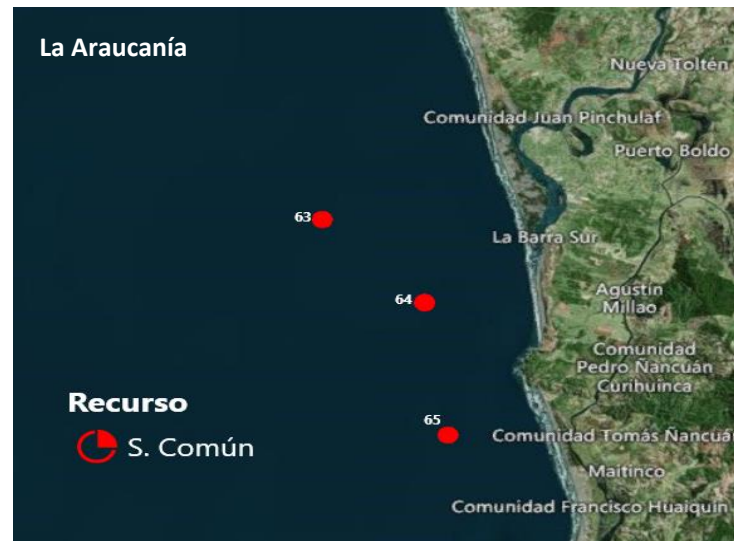 La Araucanía
Nueva Toltén
Comunidad Juan Pinchulaf
Puerto Boldo
63
La Barra Sur
64
Agustín
Millao
Comunidad
Pedro Ñancuán
Curihuinca
Recurso
65
Comunidad Tomás Ñancuá
S. Común
Maitinco
Comunidad Francisco Huaiquin